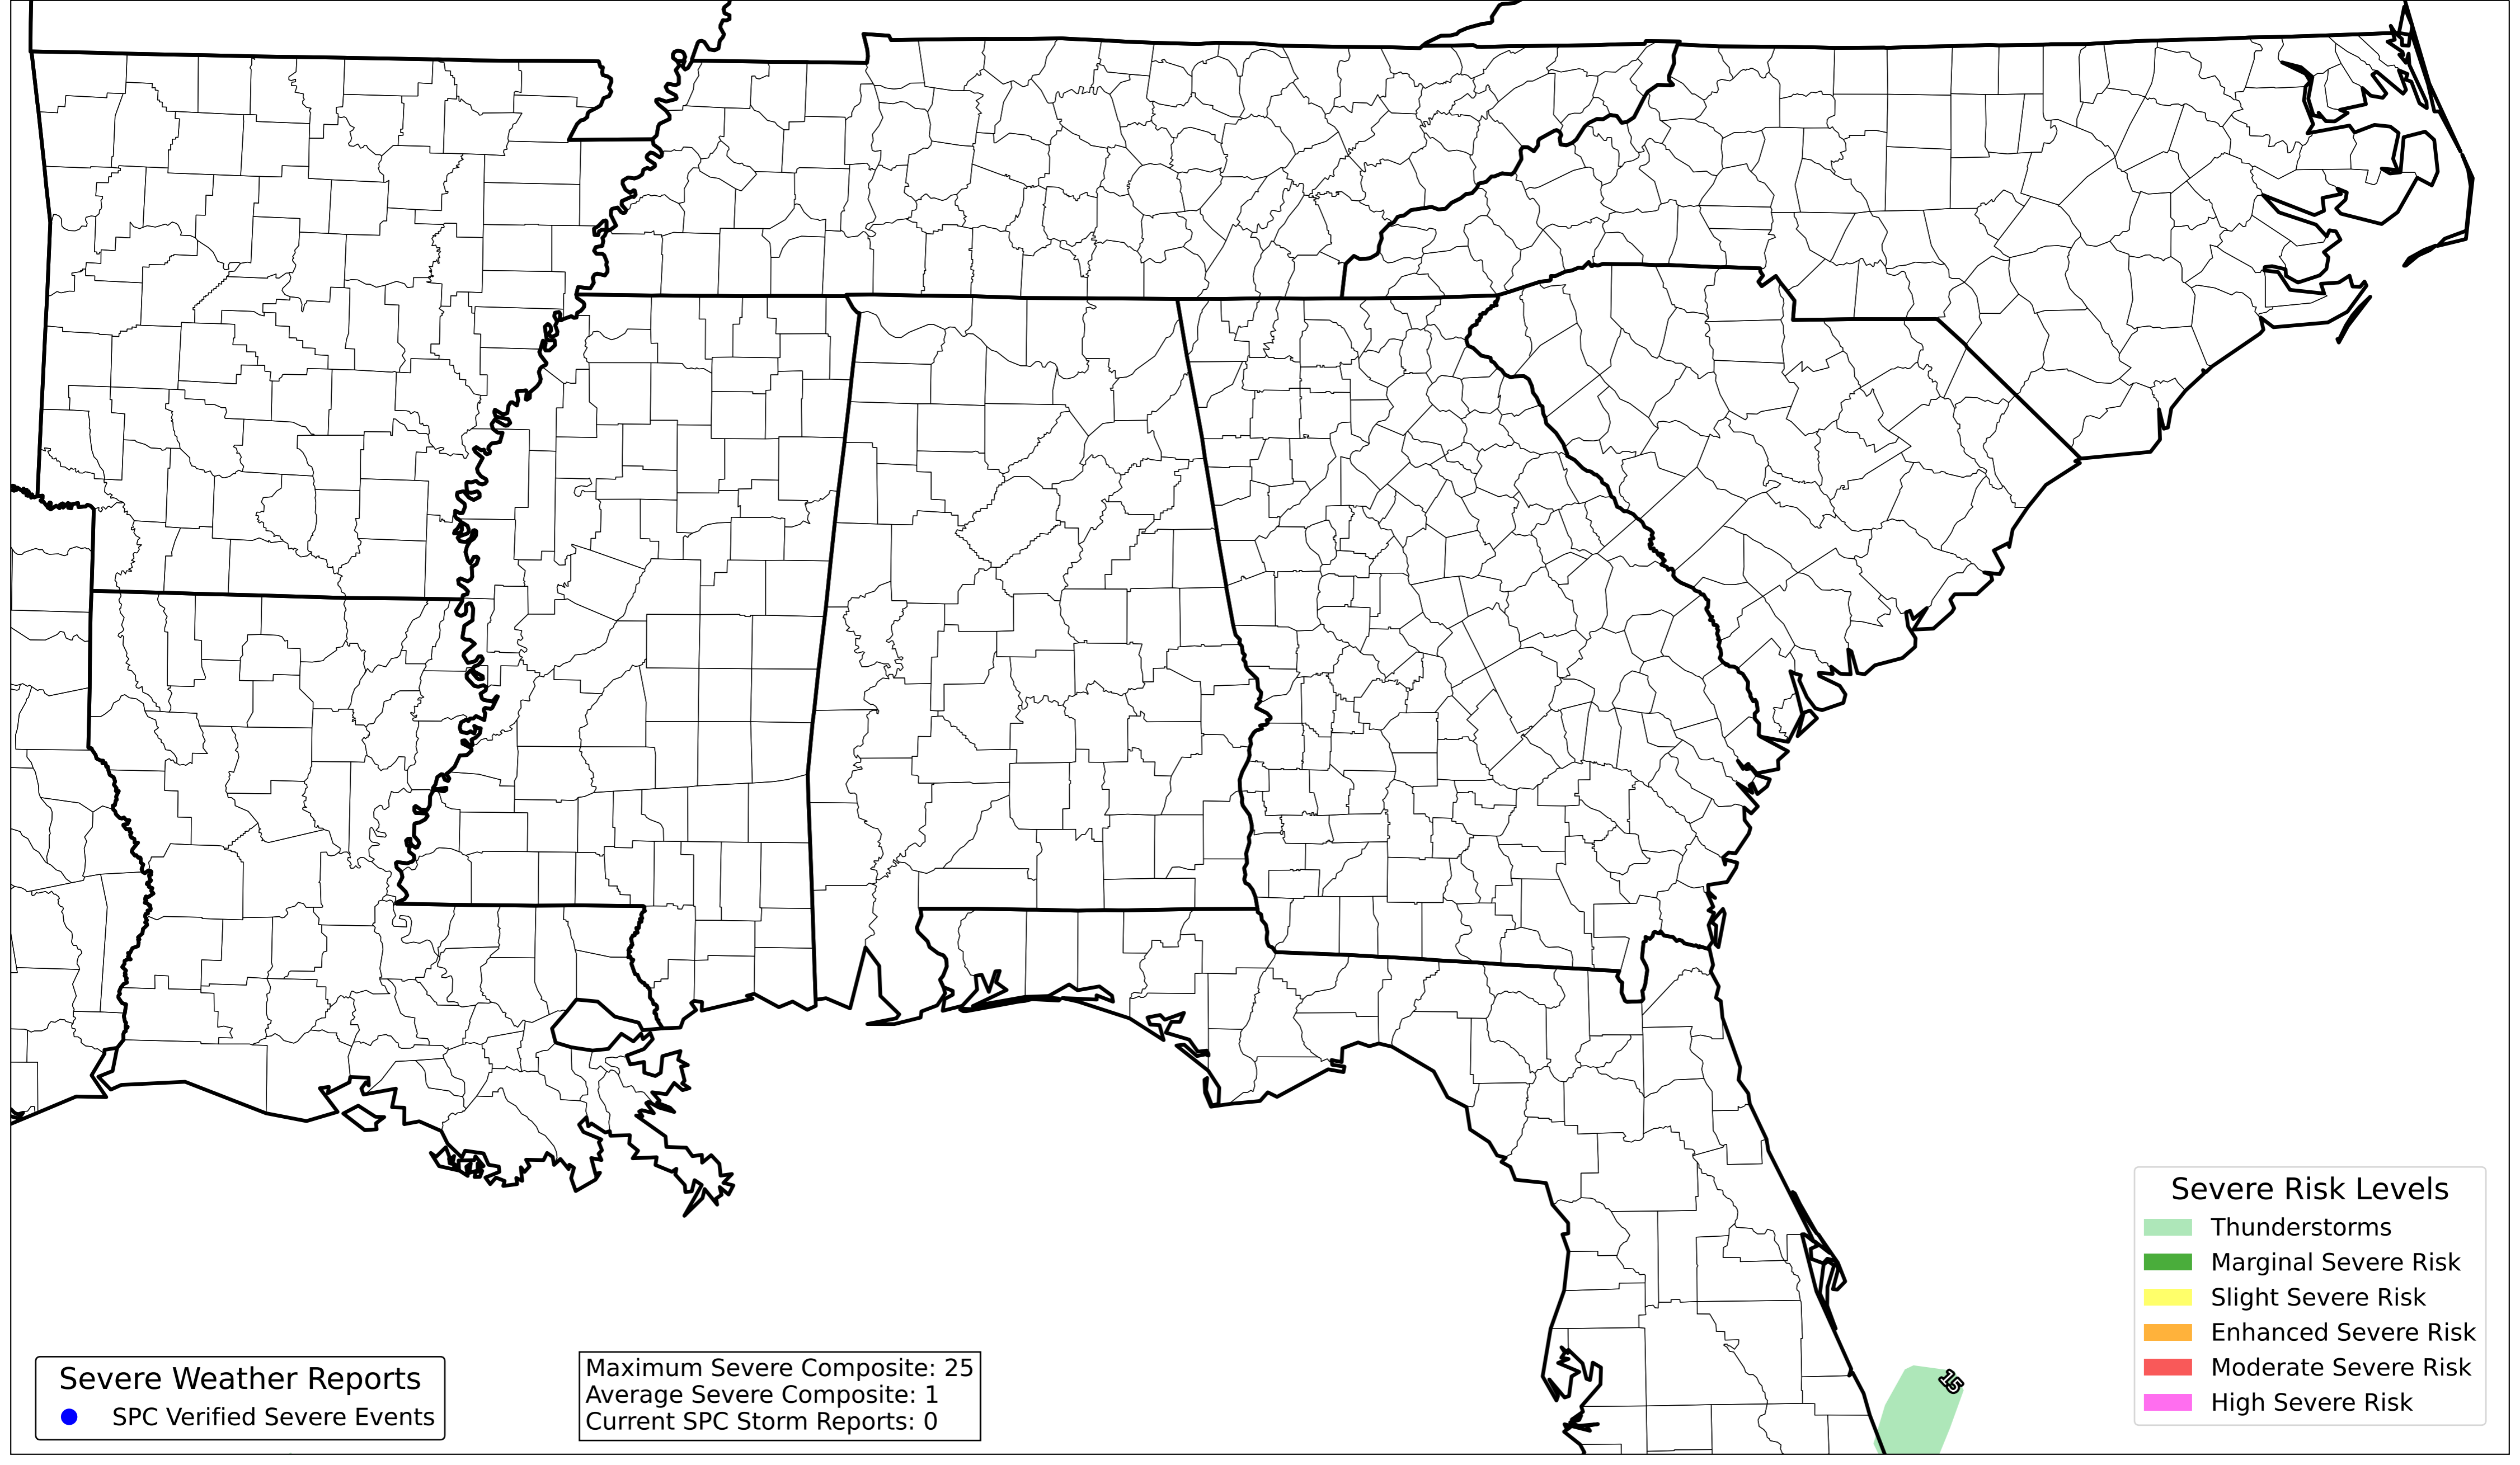 Severe Weather Reports
SPC Verified Severe Events
Maximum Severe Composite: 25
Average Severe Composite: 1
Current SPC Storm Reports: 0
15
Severe Risk Levels
Thunderstorms
Marginal Severe Risk
Slight Severe Risk
Enhanced Severe Risk
Moderate Severe Risk
High Severe Risk